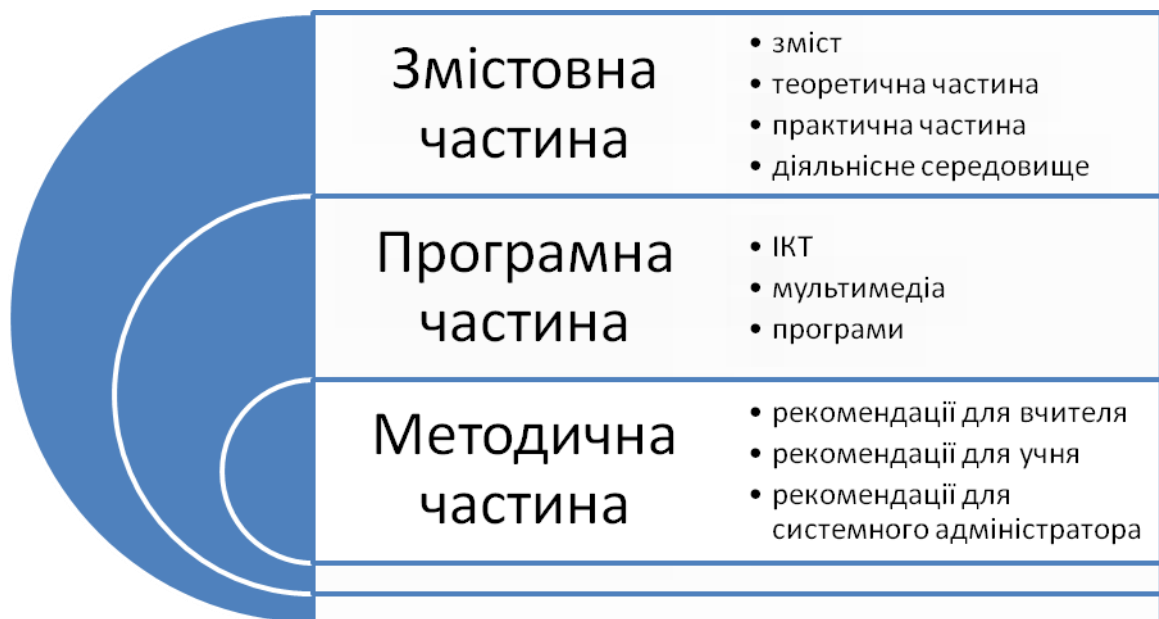 Змістовна
частина
• зміст
• теоретична частина
• практична частина
• діяльнісне середовище
Програмна
частина
• ІКТ
• мультимедіа
• програми
Методична
частина
• рекомендації для вчителя
• рекомендації для учня
• рекомендації для
системного адміністратора